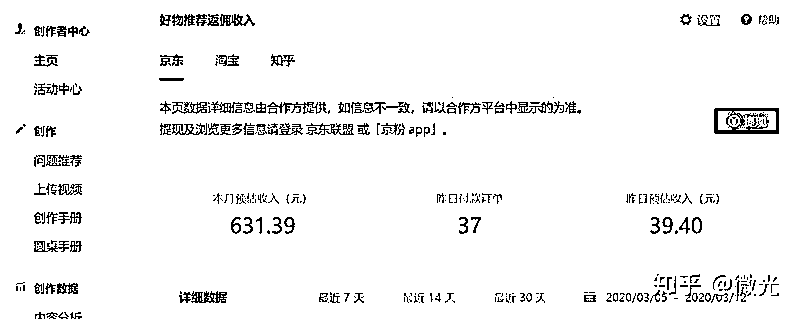 创作者中心
主页
活动中心
创作
问题推荐
上传视频
创作手册
圆桌手册
创作数据
内容分析
好物推荐返佣收入
设置
帮助
京东 淘宝 知乎
本页数据详细信息由合作方提供,如信息不一致,请以合作方平台中显示的为准。
提现及浏览更多信息请登录 京东联盟 或「京粉 app」。
本月预估收入（元） 昨日付款订单 昨日预估收入（元）
631.39 37 39.40
详细数据 最近 7 天 最近 14 天 最近 30 天 2020/03/05 - 2020/03/12
知乎 @微光